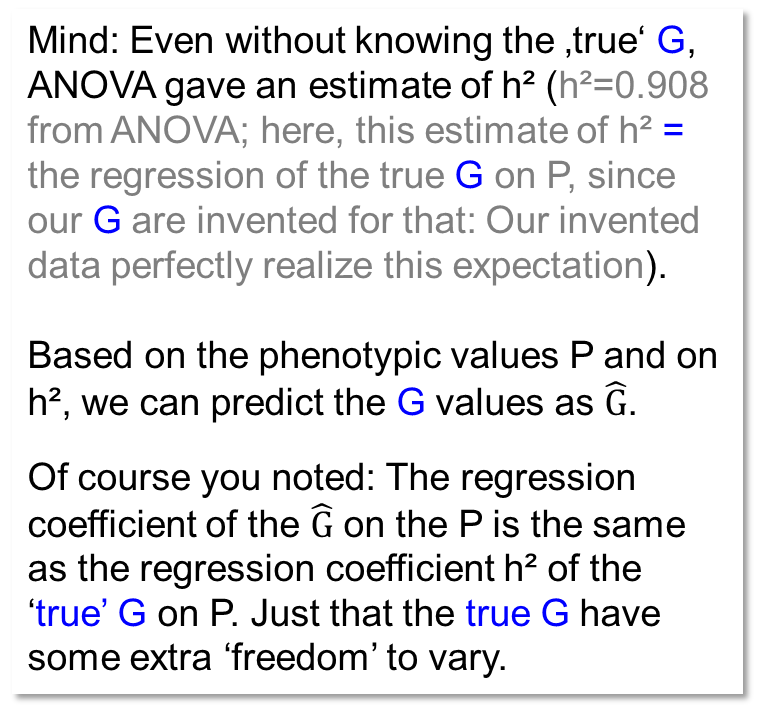 Mind: Even without knowing the ‚true‘ G,
ANOVA gave an estimate of h² (h²=0.908
from ANOVA; here, this estimate of h² =
the regression of the true G on P, since
our G are invented for that: Our invented
data perfectly realize this expectation).
Based on the phenotypic values P and on
h², we can predict the G values as Ĝ.
Of course you noted: The regression
coefficient of the Ĝ on the P is the same
as the regression coefficient h² of the
‘true’ G on P. Just that the true G have
some extra ‘freedom’ to vary.